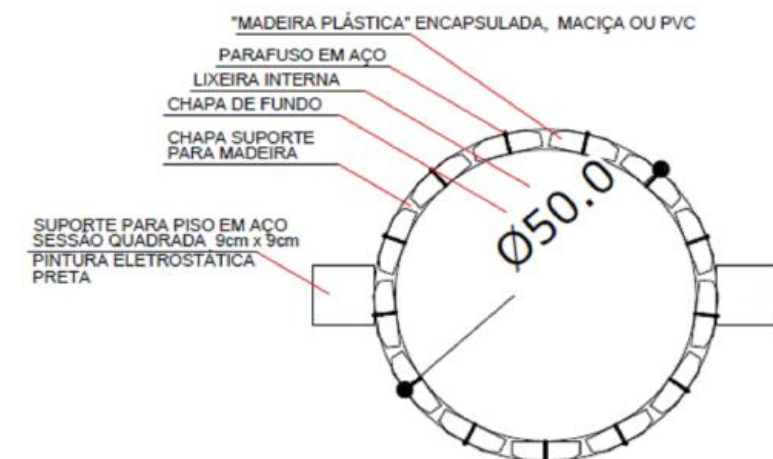 "MADEIRA PLÁSTICA" ENCAPSULADA, MACIÇA OU PVC
PARAFUSO EM AÇO
LIXEIRA INTERNA
CHAPA DE FUNDO
CHAPA SUPORTE
PARA MADEIRA
SUPORTE PARA PISO EM AÇO
SESSÃO QUADRADA 9cm x 9cm
PINTURA ELETROSTÁTICA
PRETA
Ø50.0